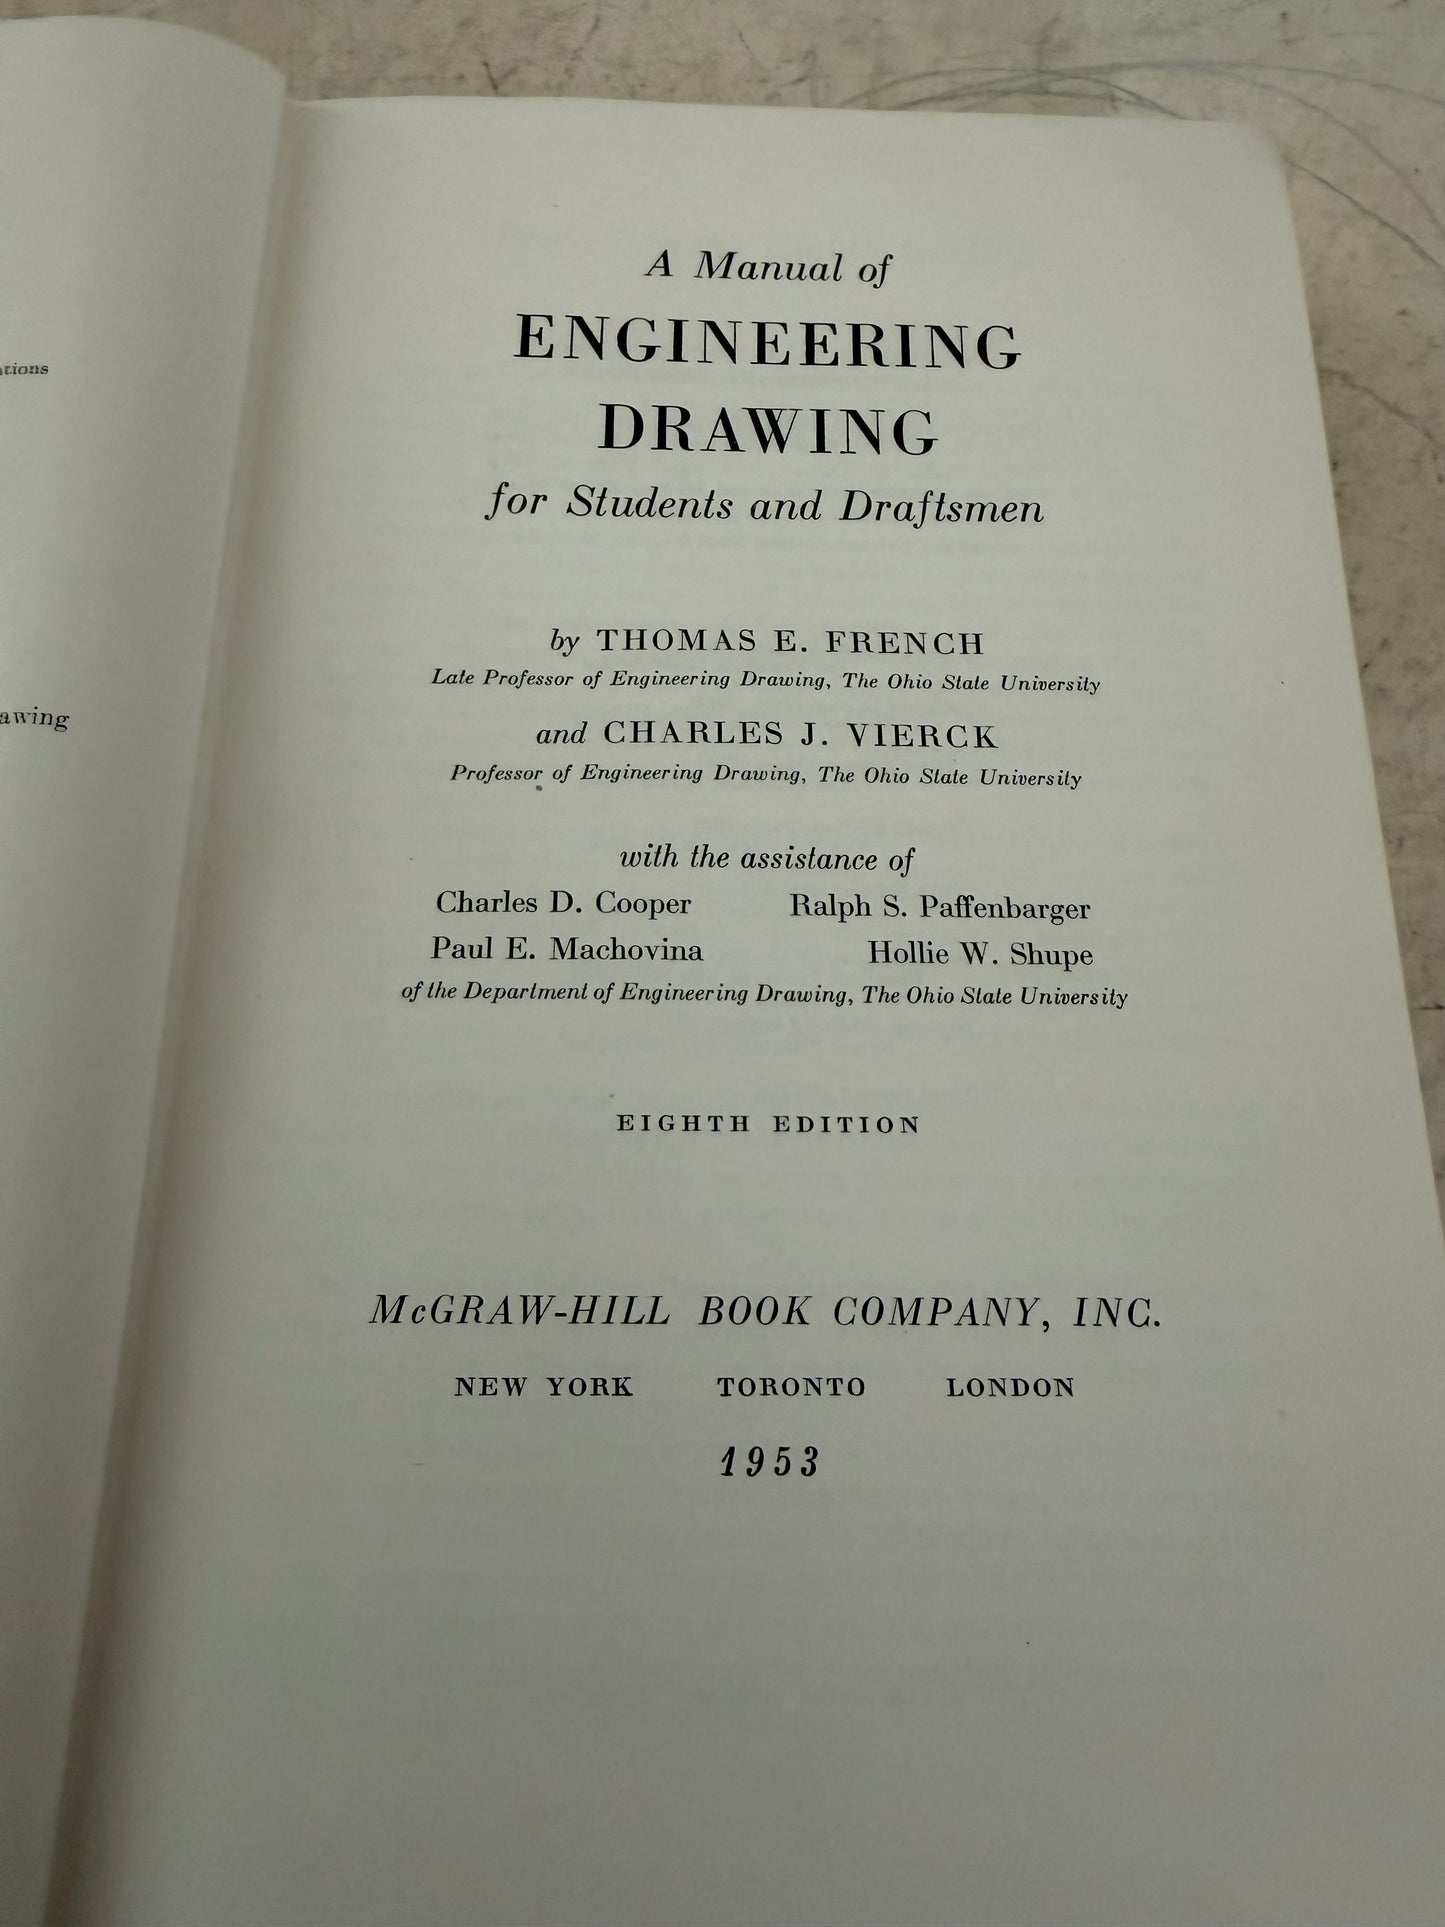 A Manual of
ENGINEERING
DRAWING
for Students and Draftsmen
by THOMAS E. FRENCH
Late Professor of Engineering Drawing, The Ohio State University
and CHARLES J. VIERCK
Professor of Engineering Drawing, The Ohio State University
with the assistance of
Charles D. Cooper Ralph S. Paffenbarger
Paul E. Machovina Hollie W. Shupe
of the Department of Engineering Drawing, The Ohio State University
EIGHTH EDITION
McGRAW-HILL BOOK COMPANY, INC.
NEW YORK TORONTO LONDON
1953